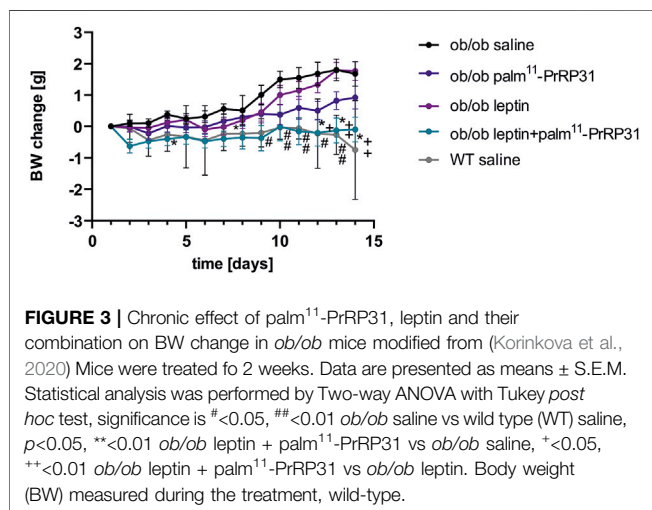 3
2
1
0
-1
-2
-3
BW change [g]
0
5
10
15
time [days]
* * # # # # # # # * + # * + + # # * + +
ob/ob saline
ob/ob palm¹¹-PrRP31
ob/ob leptin
ob/ob leptin+palm¹¹-PrRP31
WT saline
FIGURE 3 | Chronic effect of palm¹¹-PrRP31, leptin and their
combination on BW change in ob/ob mice modified from (Korinkova et al.,
2020) Mice were treated fo 2 weeks. Data are presented as means ± S.E.M.
Statistical analysis was performed by Two-way ANOVA with Tukey post
hoc test, significance is #<0.05, ##<0.01 ob/ob saline vs wild type (WT) saline,
p<0.05, **<0.01 ob/ob leptin + palm¹¹-PrRP31 vs ob/ob saline, +<0.05,
++<0.01 ob/ob leptin + palm¹¹-PrRP31 vs ob/ob leptin. Body weight
(BW) measured during the treatment, wild-type.